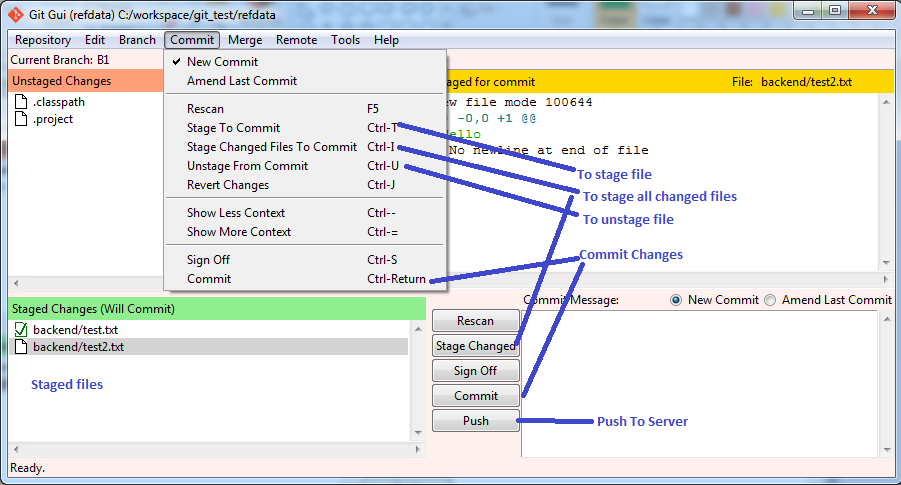 Git Gui (refdata) C:/workspace/git_test/refdata
Repository Edit Branch Commit Merge Remote Tools Help
Current Branch: B1
Unstaged Changes
.classpath
.project
New Commit
Amend Last Commit
Rescan F5
Stage To Commit Ctrl-T
Stage Changed Files To Commit Ctrl-I
Unstage From Commit Ctrl-U
Revert Changes Ctrl-J
Show Less Context Ctrl--
Show More Context Ctrl-=
Sign Off Ctrl-S
Commit Ctrl-Return
for commit File: backend/test2.txt
file mode 100644
-0,0 +1 @@
No newline at end of file
To stage file
To stage all changed files
To unstage file
Commit Changes
Staged Changes (Will Commit)
backend/test.txt
backend/test2.txt
Staged files
Rescan
Stage Changed
Sign Off
Commit
Push
Commit Message: New Commit Amend Last Commit
Push To Server
Ready.